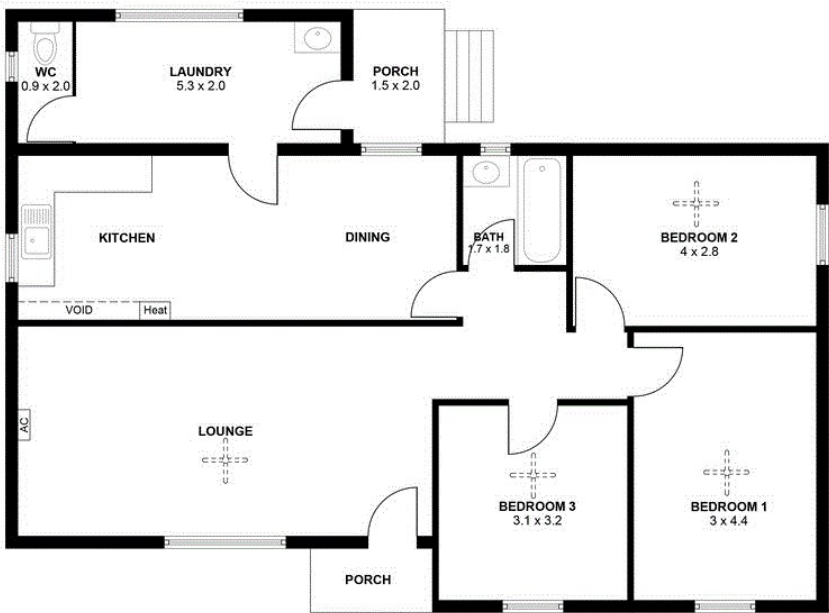 WC
0.9 x 2.0
LAUNDRY
5.3 x 2.0
PORCH
1.5 x 2.0
KITCHEN
DINING
BATH
1.7 x 1.8
BEDROOM 2
4 x 2.8
VOID
Heat
AC
LOUNGE
BEDROOM 3
3.1 x 3.2
BEDROOM 1
3 x 4.4
PORCH